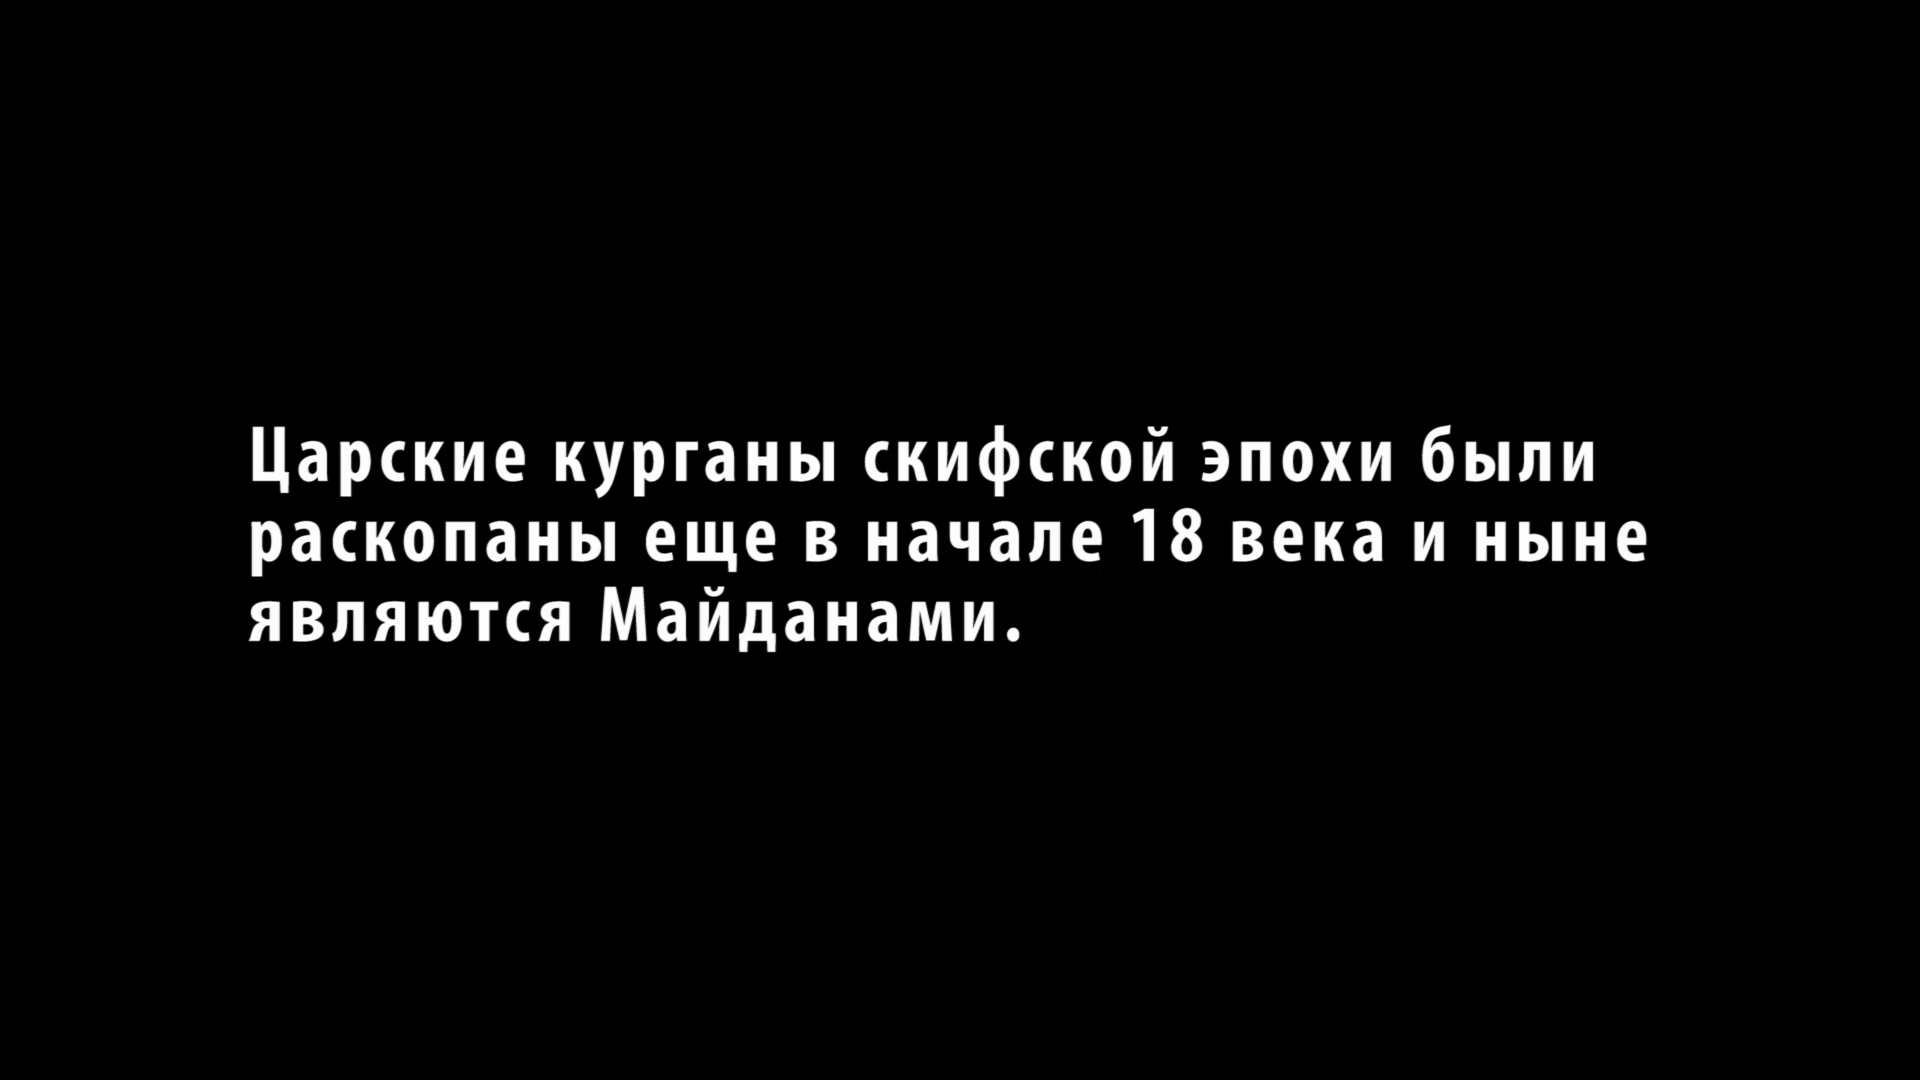 Царские курганы скифской эпохи были
раскопаны еще в начале 18 века и ныне
являются Майданами.